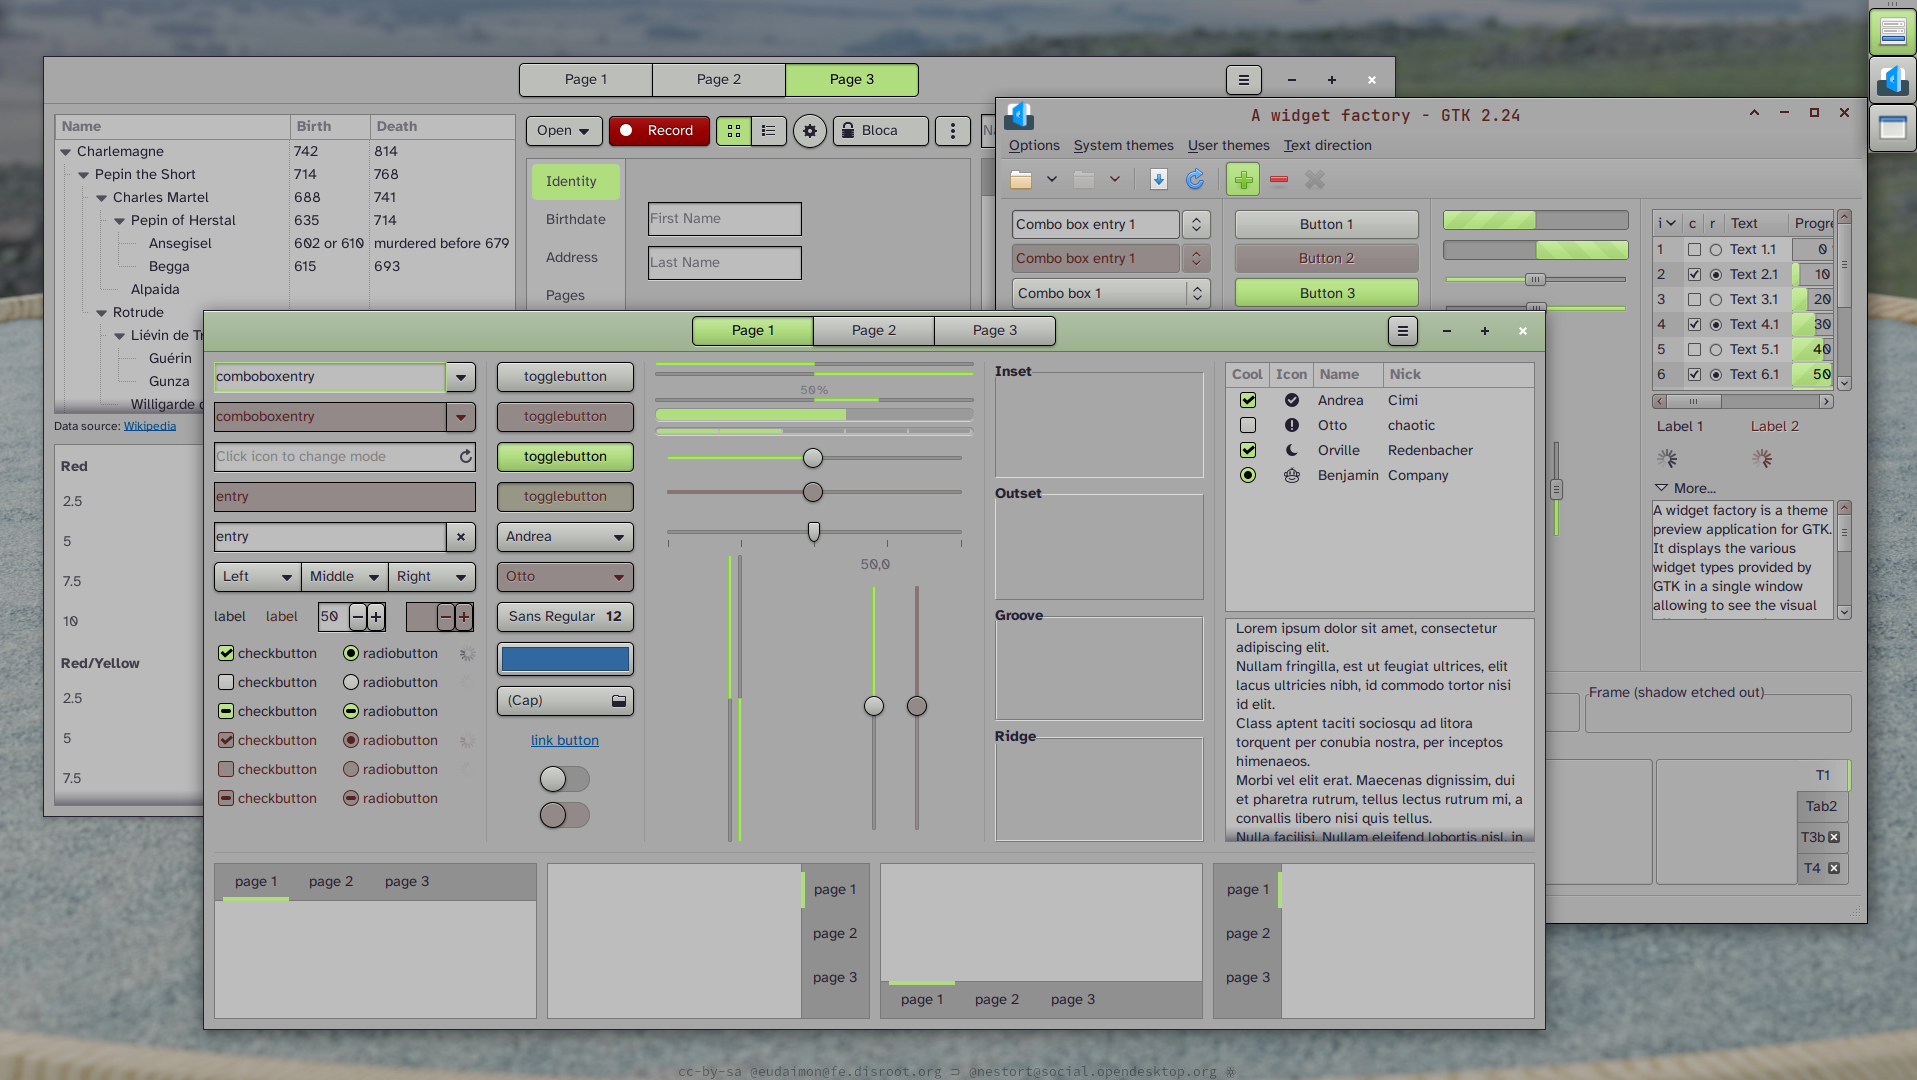 Page 1 Page 2 Page 3
Name Birth Death
Charlemagne 742 814
Pepin the Short 714 768
Charles Martel 688 741
Pepin of Herstal 635 714
Ansegisel 602 or 610 murdered before 679
Begga 615 693
Alpaida
Rotrude
Liévin de Tr
Guérin
Gunza
Willigarde
Data source: Wikipedia
Red
2.5
5
7.5
10
Red/Yellow
2.5
5
7.5
Open Record Bloca
Identity
Birthdate
Address
Pages
First Name
Last Name
A widget factory - GTK 2.24
Options System themes User themes Text direction
Combo box entry 1
Combo box entry 1
Combo box 1
Button 1
Button 2
Button 3
i c r Text Progre
1 Text 1.1 0
2 Text 2.1 10
3 Text 3.1 20
4 Text 4.1 30
5 Text 5.1 40
6 Text 6.1 50
Label 1 Label 2
More...
A widget factory is a theme
preview application for GTK.
It displays the various
widget types provided by
GTK in a single window
allowing to see the visual
Frame (shadow etched out)
T1
Tab2
T3b
T4
Page 1 Page 2 Page 3
comboboxentry
comboboxentry
Click icon to change mode
entry
entry
Left Middle Right
label label 50
checkbutton radiobutton
checkbutton radiobutton
checkbutton radiobutton
checkbutton radiobutton
checkbutton radiobutton
checkbutton radiobutton
togglebutton
togglebutton
togglebutton
togglebutton
Andrea
Otto
Sans Regular 12
(Cap)
link button
50%
50,0
Inset
Outset
Groove
Ridge
Cool Icon Name Nick
Andrea Cimi
Otto chaotic
Orville Redenbacher
Benjamin Company
Lorem ipsum dolor sit amet, consectetur
adipiscing elit.
Nullam fringilla, est ut feugiat ultrices, elit
lacus ultricies nibh, id commodo tortor nisi
id elit.
Class aptent taciti sociosqu ad litora
torquent per conubia nostra, per inceptos
himenaeos.
Morbi vel elit erat. Maecenas dignissim, dui
et pharetra rutrum, tellus lectus rutrum mi, a
convallis libero nisi quis tellus.
Nulla facilisi. Nullam eleifend lobortis nisl, in
page 1 page 2 page 3
page 1
page 2
page 3
page 1 page 2 page 3
page 1
page 2
page 3
cc-by-sa @eudaimon@fe.disroot.org ⊃ @nestort@social.opendesktop.org